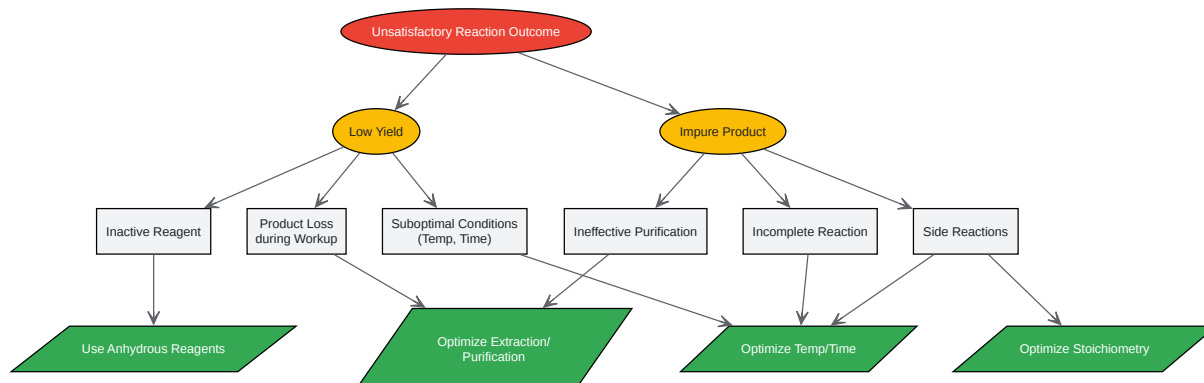 Unsatisfactory Reaction Outcome
Low Yield
Impure Product
Inactive Reagent
Product Loss
during Workup
Suboptimal Conditions
(Temp, Time)
Ineffective Purification
Incomplete Reaction
Side Reactions
Use Anhydrous Reagents
Optimize Extraction/
Purification
Optimize Temp/Time
Optimize Stoichiometry